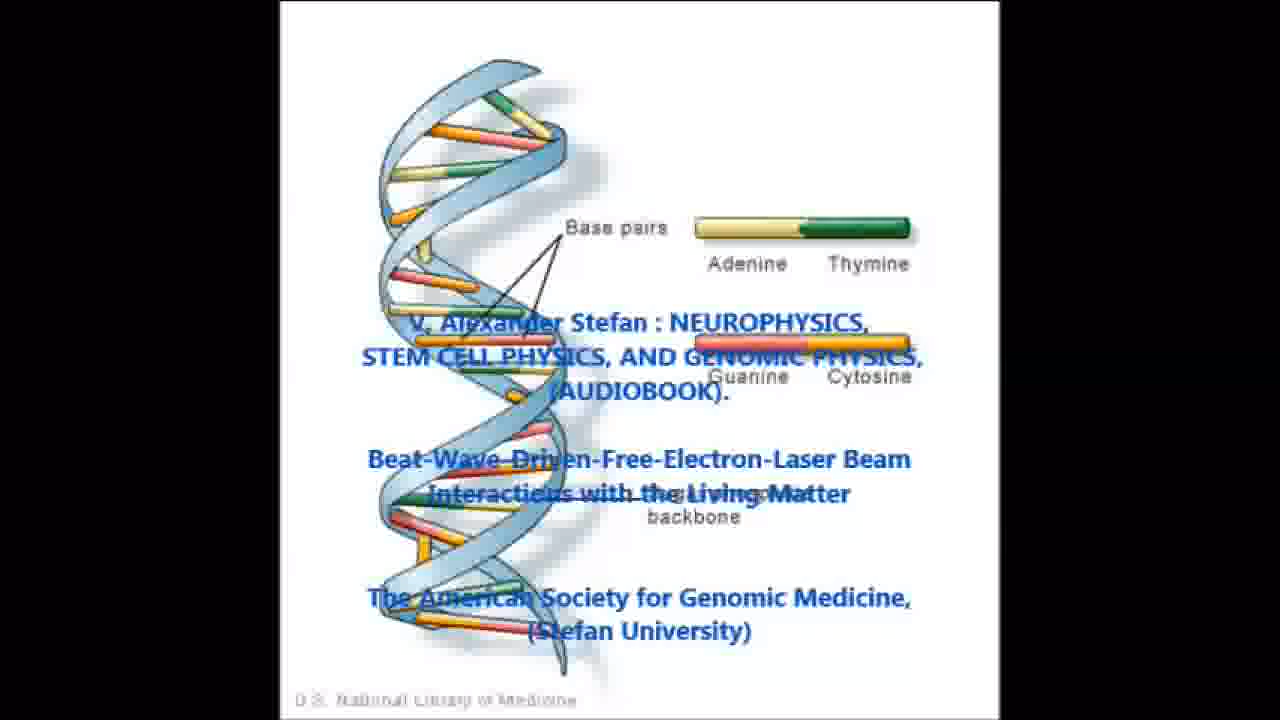 Base pairs
Adenine Thymine
V. Alexander Stefan : NEUROPHYSICS,
STEM CELL PHYSICS, AND GENOMIC PHYSICS,
Guanine Cytosine
(AUDIOBOOK).
Beat-Wave-Driven-Free-Electron-Laser Beam
Interactions with the Living Matter
backbone
The American Society for Genomic Medicine,
(Stefan University)
U.S. National Library of Medicine